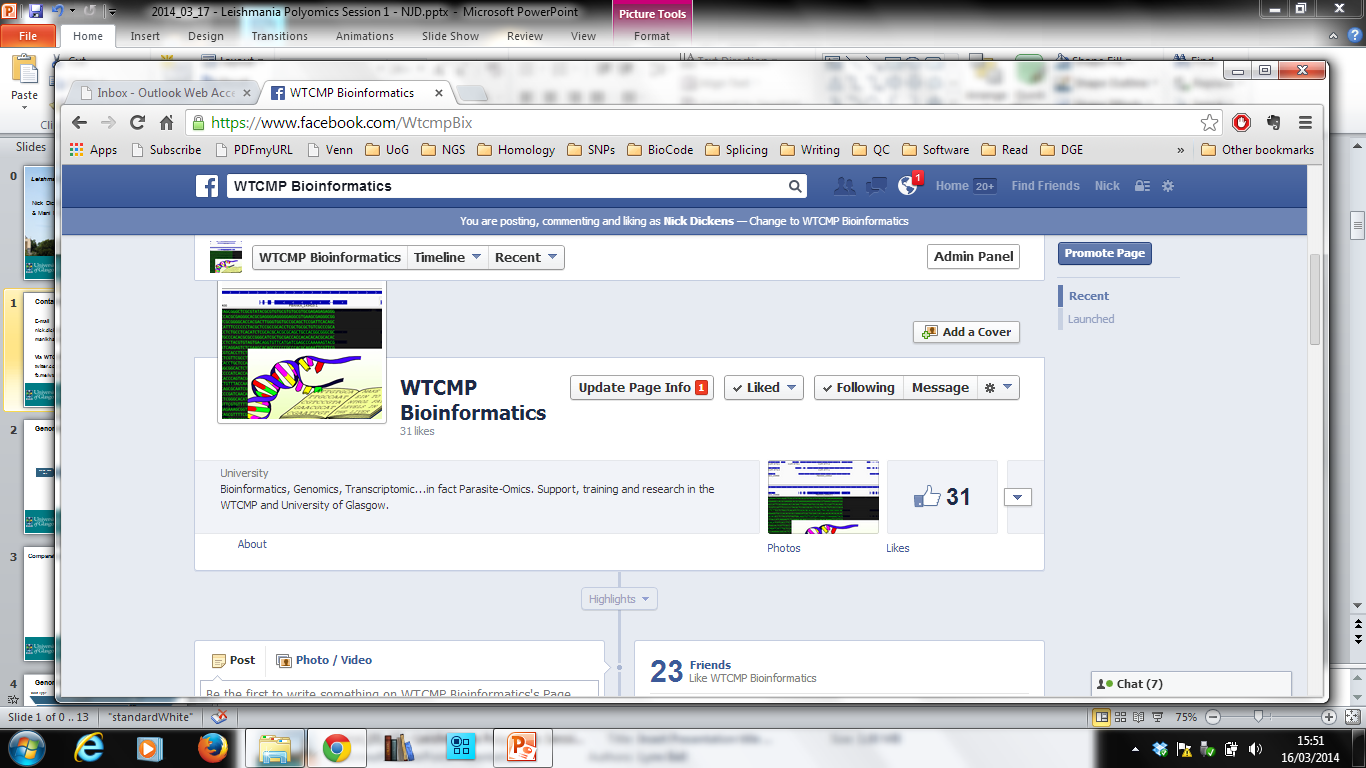 2014_03_17 - Leishmania Polyomics Session 1 - NJD.pptx - Microsoft PowerPoint
Picture Tools
File Home Insert Design Transitions Animations Slide Show Review View Format
Paste
Slides
Inbox - Outlook Web Acce
WTCMP Bioinformatics
https://www.facebook.com/WtcmpBix
Apps Subscribe PDFmyURL Venn UoG NGS Homology SNPs BioCode Splicing Writing QC Software Read DGE » Other bookmarks
WTCMP Bioinformatics
1
Home 20+ Find Friends Nick
You are posting, commenting and liking as Nick Dickens — Change to WTCMP Bioinformatics
WTCMP Bioinformatics Timeline Recent
Admin Panel
Promote Page
Recent
Launched
Add a Cover
WTCMP
Bioinformatics
31 likes
Update Page Info 1
Liked
Following Message
University
Bioinformatics, Genomics, Transcriptomic...in fact Parasite-Omics. Support, training and research in the
WTCMP and University of Glasgow.
About
Photos
31
Likes
Highlights
Post Photo / Video
Be the first to write something on WTCMP Bioinformatics's Page
23 Friends
Like WTCMP Bioinformatics
Chat (7)
0
1
2
3
4
Slide 1 of 0 .. 13 "standardWhite" 75%
15:51
16/03/2014